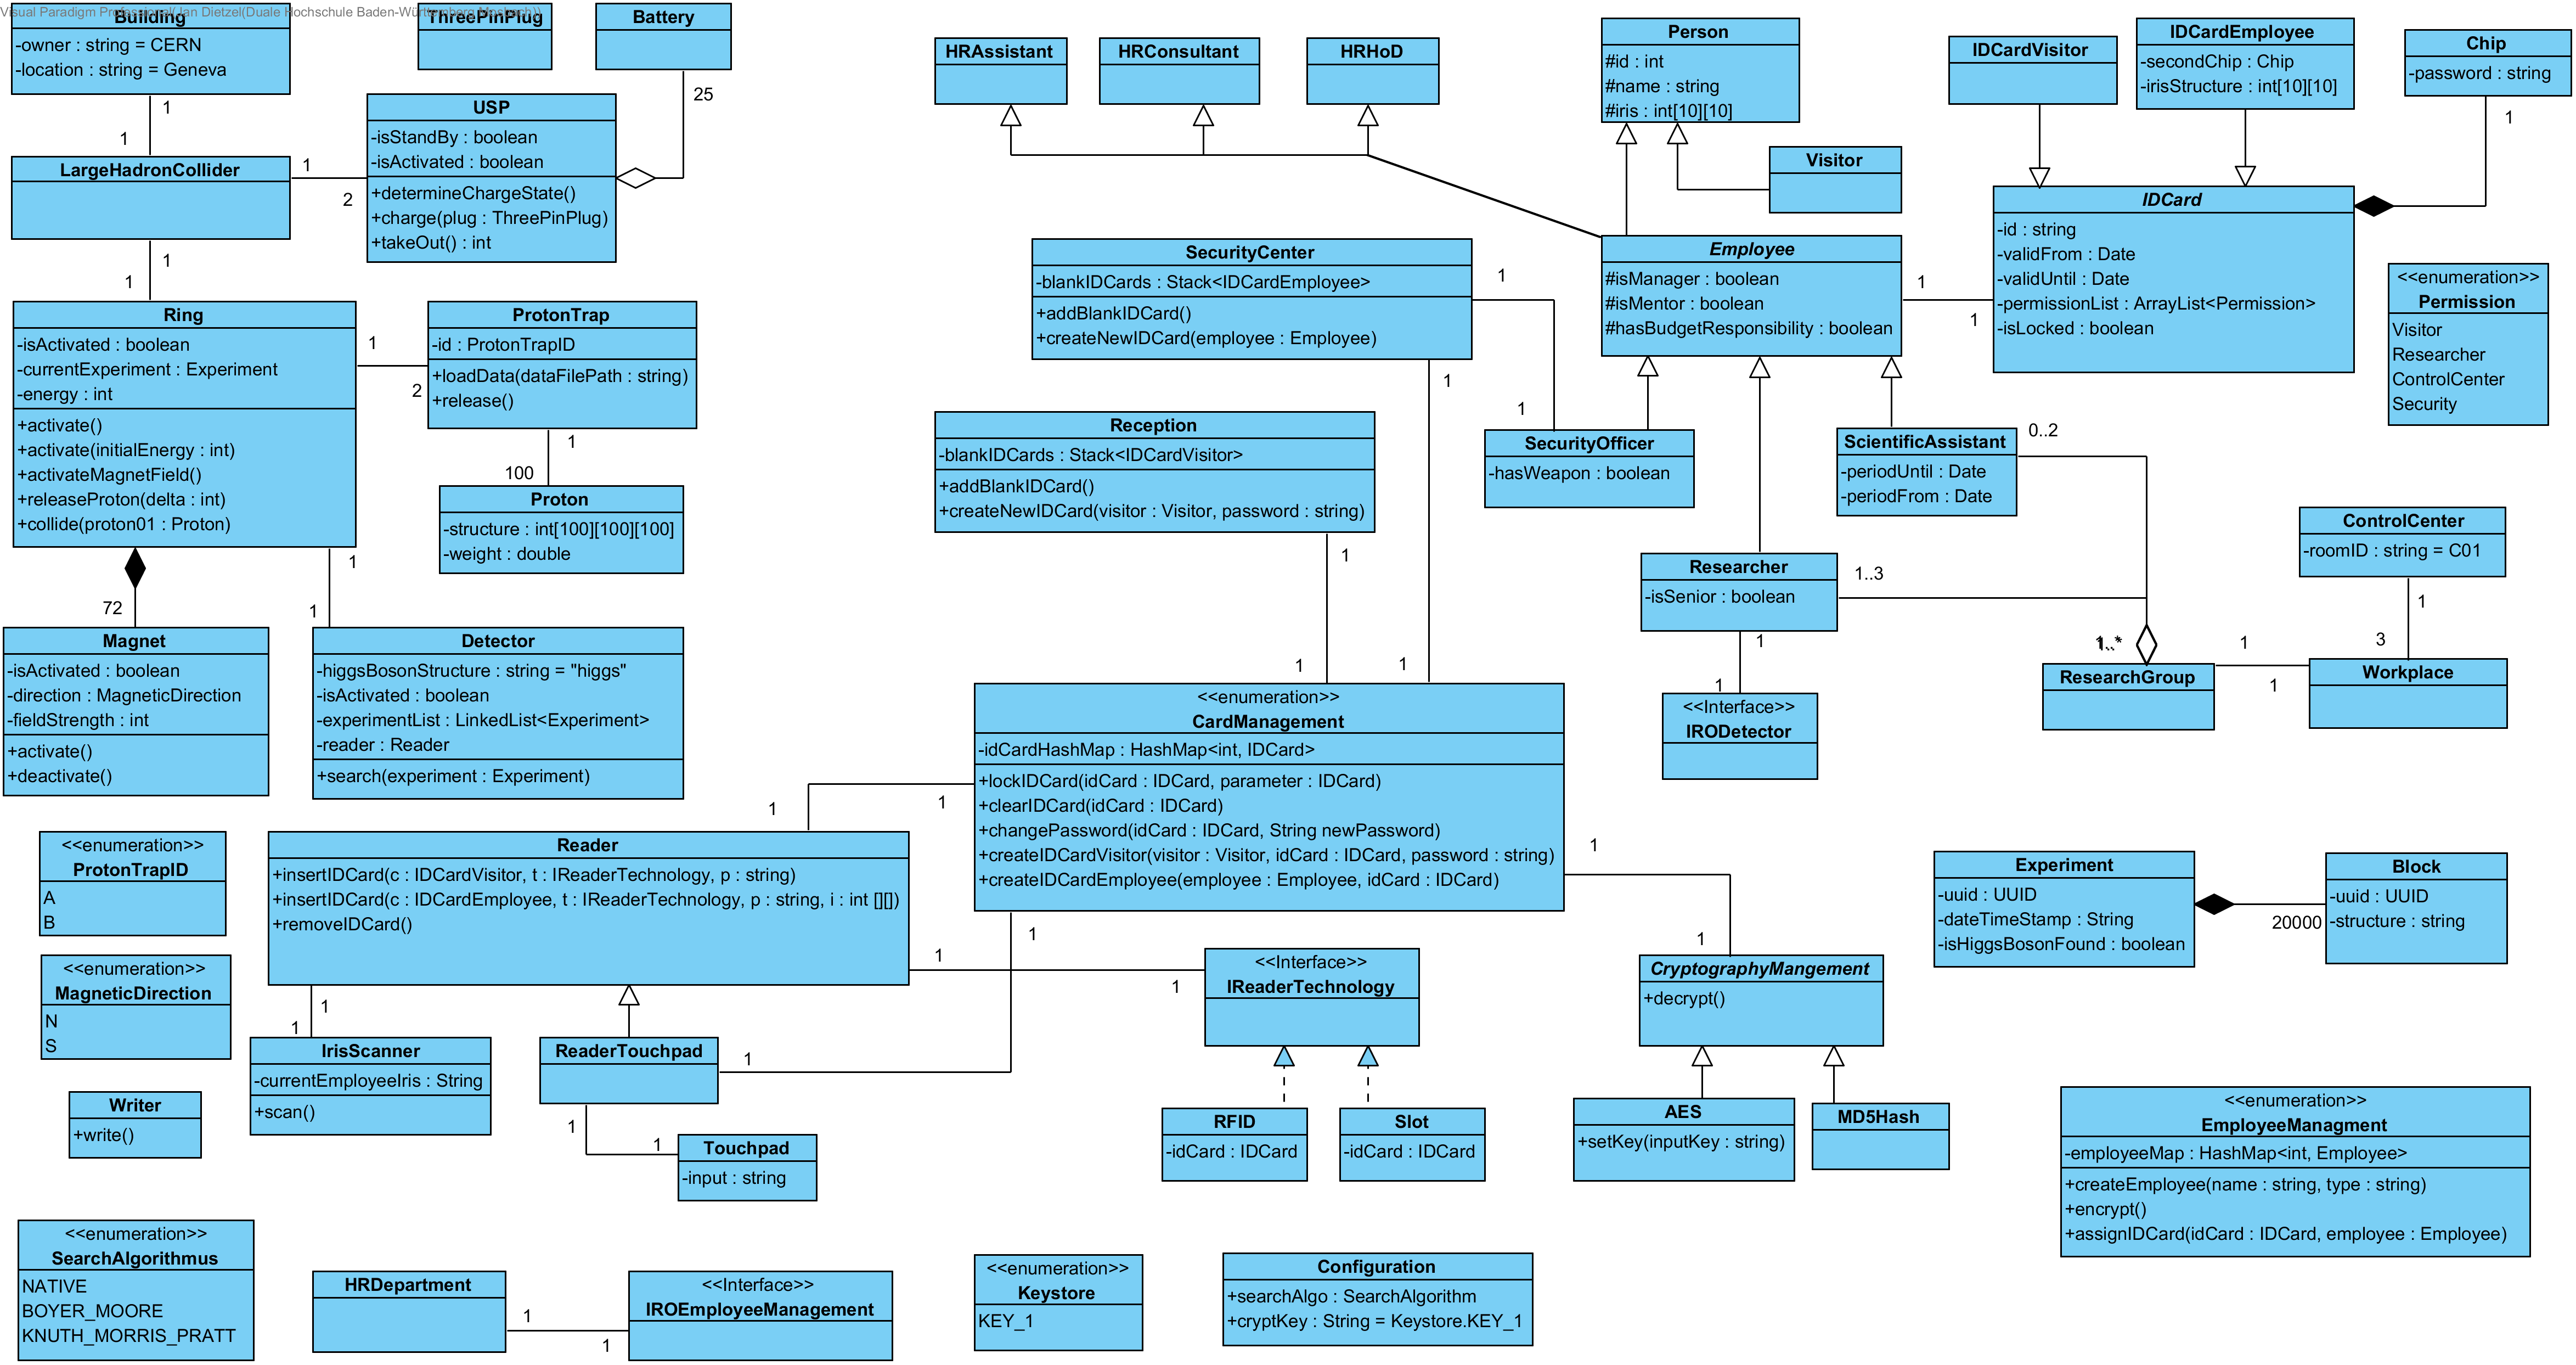 Visual Paradigm Professional(Jan Dietzel(Duale Hochschule Baden-Württemberg Mosbach))
Building
-owner : string = CERN
-location : string = Geneva
1
1
ThreePinPlug
Battery
25
USP
-isStandBy : boolean
-isActivated : boolean
+determineChargeState()
+charge(plug : ThreePinPlug)
+takeOut() : int
LargeHadronCollider
1
2
1
1
Ring
-isActivated : boolean
-currentExperiment : Experiment
-energy : int
+activate()
+activate(initialEnergy : int)
+activateMagnetField()
+releaseProton(delta : int)
+collide(proton01 : Proton)
1
2
ProtonTrap
-id : ProtonTrapID
+loadData(dataFilePath : string)
+release()
1
100
Proton
-structure : int[100][100][100]
-weight : double
72
1
1
Magnet
-isActivated : boolean
-direction : MagneticDirection
-fieldStrength : int
+activate()
+deactivate()
Detector
-higgsBosonStructure : string = "higgs"
-isActivated : boolean
-experimentList : LinkedList<Experiment>
-reader : Reader
+search(experiment : Experiment)
HRAssistant
HRConsultant
HRHoD
Person
#id : int
#name : string
#iris : int[10][10]
Visitor
IDCardVisitor
IDCardEmployee
-secondChip : Chip
-irisStructure : int[10][10]
Chip
-password : string
1
IDCard
-id : string
-validFrom : Date
-validUntil : Date
-permissionList : ArrayList<Permission>
-isLocked : boolean
<<enumeration>>
Permission
Visitor
Researcher
ControlCenter
Security
Employee
#isManager : boolean
#isMentor : boolean
#hasBudgetResponsibility : boolean
1
1
SecurityCenter
-blankIDCards : Stack<IDCardEmployee>
+addBlankIDCard()
+createNewIDCard(employee : Employee)
1
1
1
Reception
-blankIDCards : Stack<IDCardVisitor>
+addBlankIDCard()
+createNewIDCard(visitor : Visitor, password : string)
1
SecurityOfficer
-hasWeapon : boolean
ScientificAssistant
-periodUntil : Date
-periodFrom : Date
0..2
Researcher
-isSenior : boolean
1..3
1
1
<<Interface>>
IRODetector
ControlCenter
-roomID : string = C01
1
3
1..*
ResearchGroup
1
1
Workplace
1
1
<<enumeration>>
CardManagement
-idCardHashMap : HashMap<int, IDCard>
+lockIDCard(idCard : IDCard, parameter : IDCard)
+clearIDCard(idCard : IDCard)
+changePassword(idCard : IDCard, String newPassword)
+createIDCardVisitor(visitor : Visitor, idCard : IDCard, password : string)
+createIDCardEmployee(employee : Employee, idCard : IDCard)
1
1
1
1
1
<<enumeration>>
ProtonTrapID
A
B
Reader
+insertIDCard(c : IDCardVisitor, t : IReaderTechnology, p : string)
+insertIDCard(c : IDCardEmployee, t : IReaderTechnology, p : string, i : int [][])
+removeIDCard()
1
1
<<Interface>>
IReaderTechnology
CryptographyMangement
+decrypt()
Experiment
-uuid : UUID
-dateTimeStamp : String
-isHiggsBosonFound : boolean
20000
Block
-uuid : UUID
-structure : string
<<enumeration>>
MagneticDirection
N
S
1
1
IrisScanner
-currentEmployeeIris : String
+scan()
ReaderTouchpad
1
1
1
Touchpad
-input : string
RFID
-idCard : IDCard
Slot
-idCard : IDCard
AES
+setKey(inputKey : string)
MD5Hash
Writer
+write()
<<enumeration>>
EmployeeManagment
-employeeMap : HashMap<int, Employee>
+createEmployee(name : string, type : string)
+encrypt()
+assignIDCard(idCard : IDCard, employee : Employee)
<<enumeration>>
SearchAlgorithmus
NATIVE
BOYER_MOORE
KNUTH_MORRIS_PRATT
HRDepartment
1
1
<<Interface>>
IROEmployeeManagement
<<enumeration>>
Keystore
KEY_1
Configuration
+searchAlgo : SearchAlgorithm
+cryptKey : String = Keystore.KEY_1